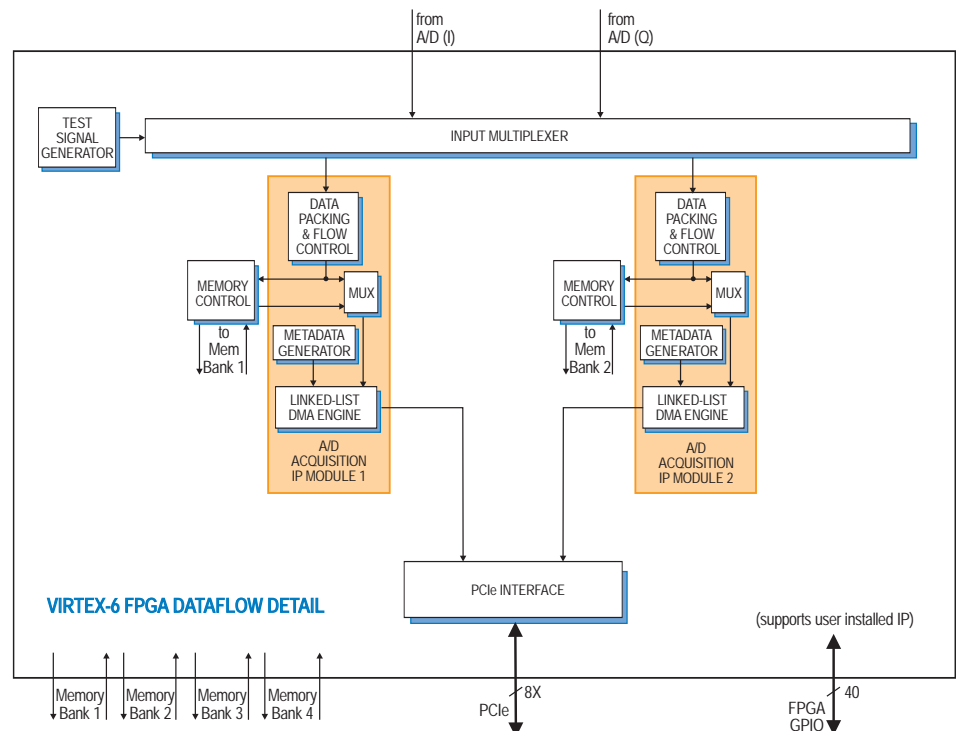 from
A/D (I)
from
A/D (Q)
TEST
SIGNAL
GENERATOR
INPUT MULTIPLEXER
DATA
PACKING
& FLOW
CONTROL
MEMORY
CONTROL
MUX
to
Mem
Bank 1
METADATA
GENERATOR
LINKED-LIST
DMA ENGINE
A/D
ACQUISITION
IP MODULE 1
DATA
PACKING
& FLOW
CONTROL
MEMORY
CONTROL
MUX
to
Mem
Bank 2
METADATA
GENERATOR
LINKED-LIST
DMA ENGINE
A/D
ACQUISITION
IP MODULE 2
PCIe INTERFACE
VIRTEX-6 FPGA DATAFLOW DETAIL
(supports user installed IP)
Memory
Bank 1
Memory
Bank 2
Memory
Bank 3
Memory
Bank 4
8X
PCIe
40
FPGA
GPIO